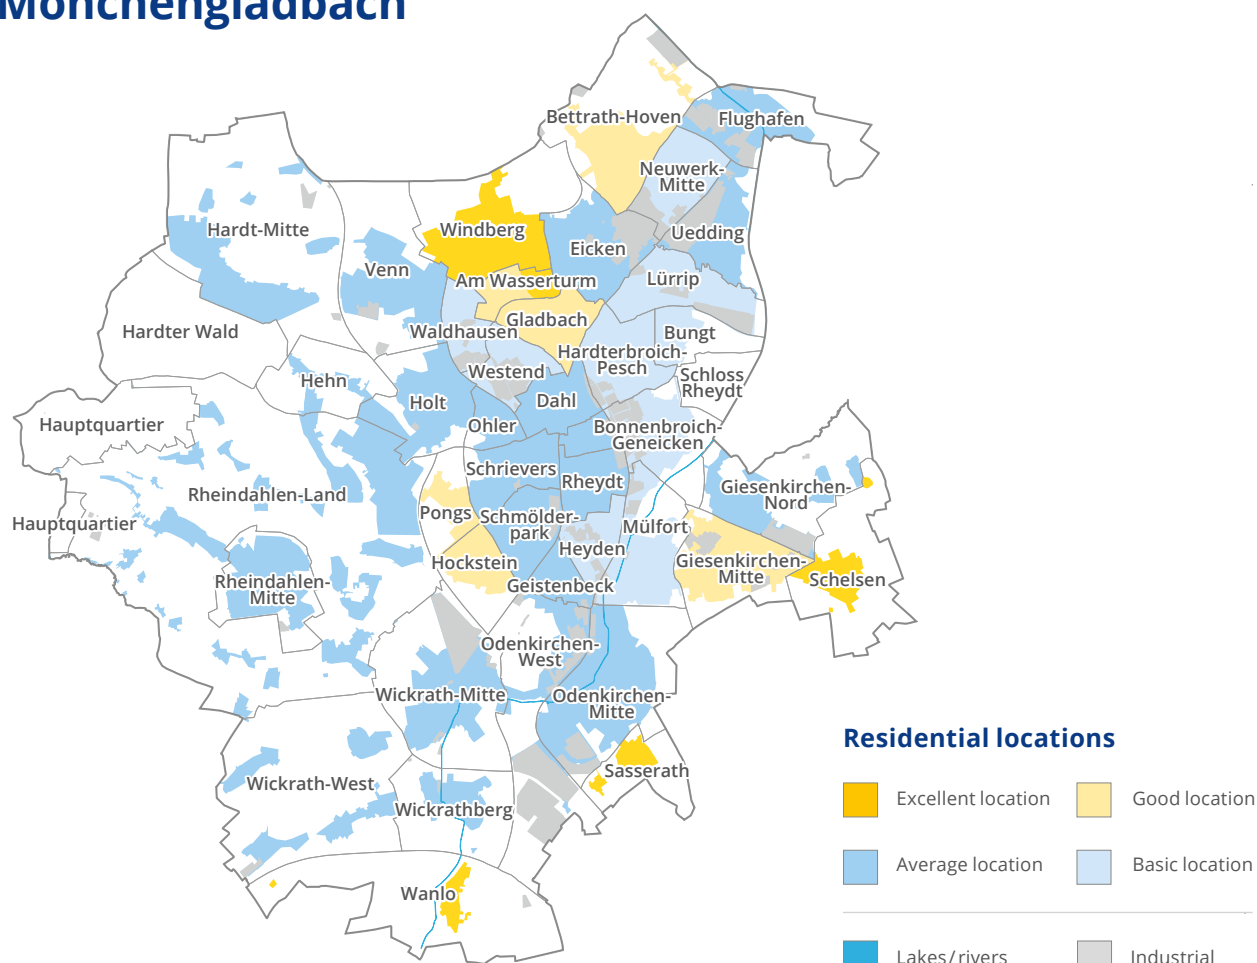 Mönchengladbach
Bettrath-Hoven
Flughafen
Neuwerk-
Mitte
Hardt-Mitte
Windberg
Uedding
Eicken
Venn
Am Wasserturm
Lürrip
Gladbach
Hardter Wald
Waldhausen
Bungt
Hardterbroich-
Pesch
Westend
Schloss
Rheydt
Hehn
Holt
Dahl
Hauptquartier
Ohler
Bonnenbroich-
Geneicken
Schrievers
Rheydt
Giesenkirchen-
Nord
Rheindahlen-Land
Pongs
Schmölder-
park
Hauptquartier
Mülfort
Heyden
Hockstein
Giesenkirchen-
Mitte
Schelsen
Rheindahlen-
Mitte
Geistenbeck
Odenkirchen-
West
Wickrath-Mitte
Odenkirchen-
Mitte
Sasserath
Wickrath-West
Wickrathberg
Wanlo
Residential locations
Excellent location
Good location
Average location
Basic location
Lakes/rivers
Industrial